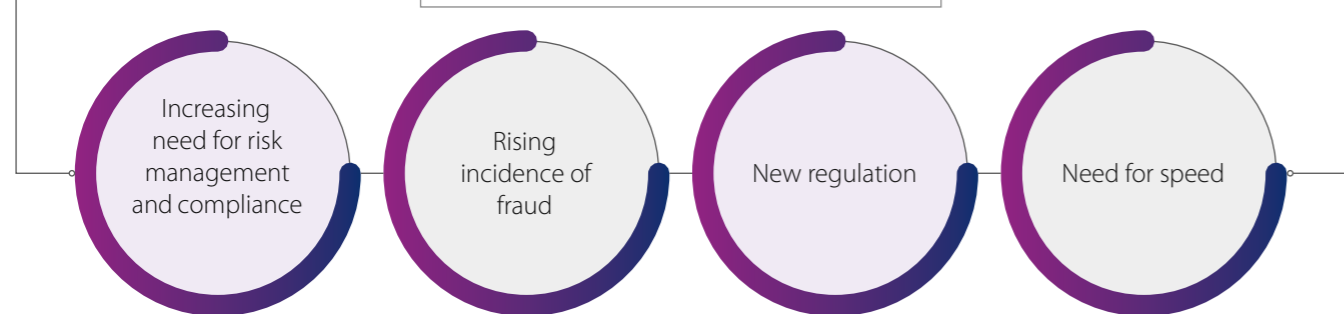 Increasing
need for risk
management
and compliance
Rising
incidence of
fraud
New regulation
Need for speed